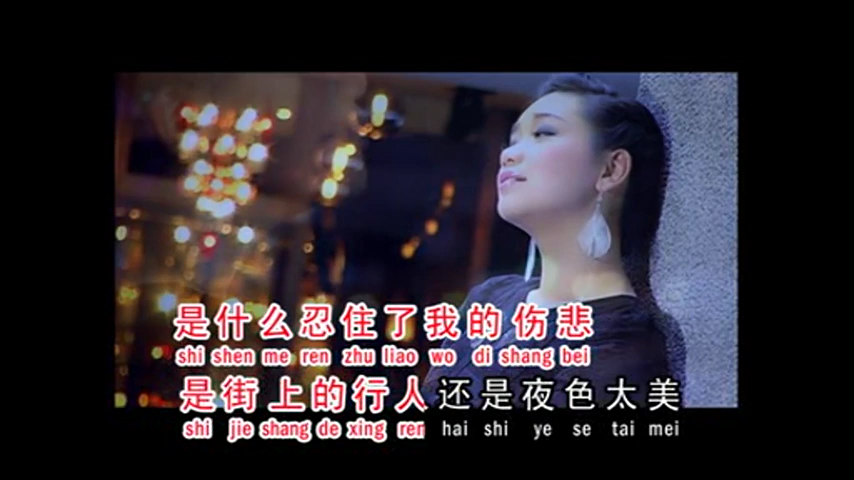 是什么忍住了我的伤悲
shi shen me ren zhu liao wo di shang bei
是街上的行人还是夜色太美
shi jie shang de xing ren hai shi ye se tai mei